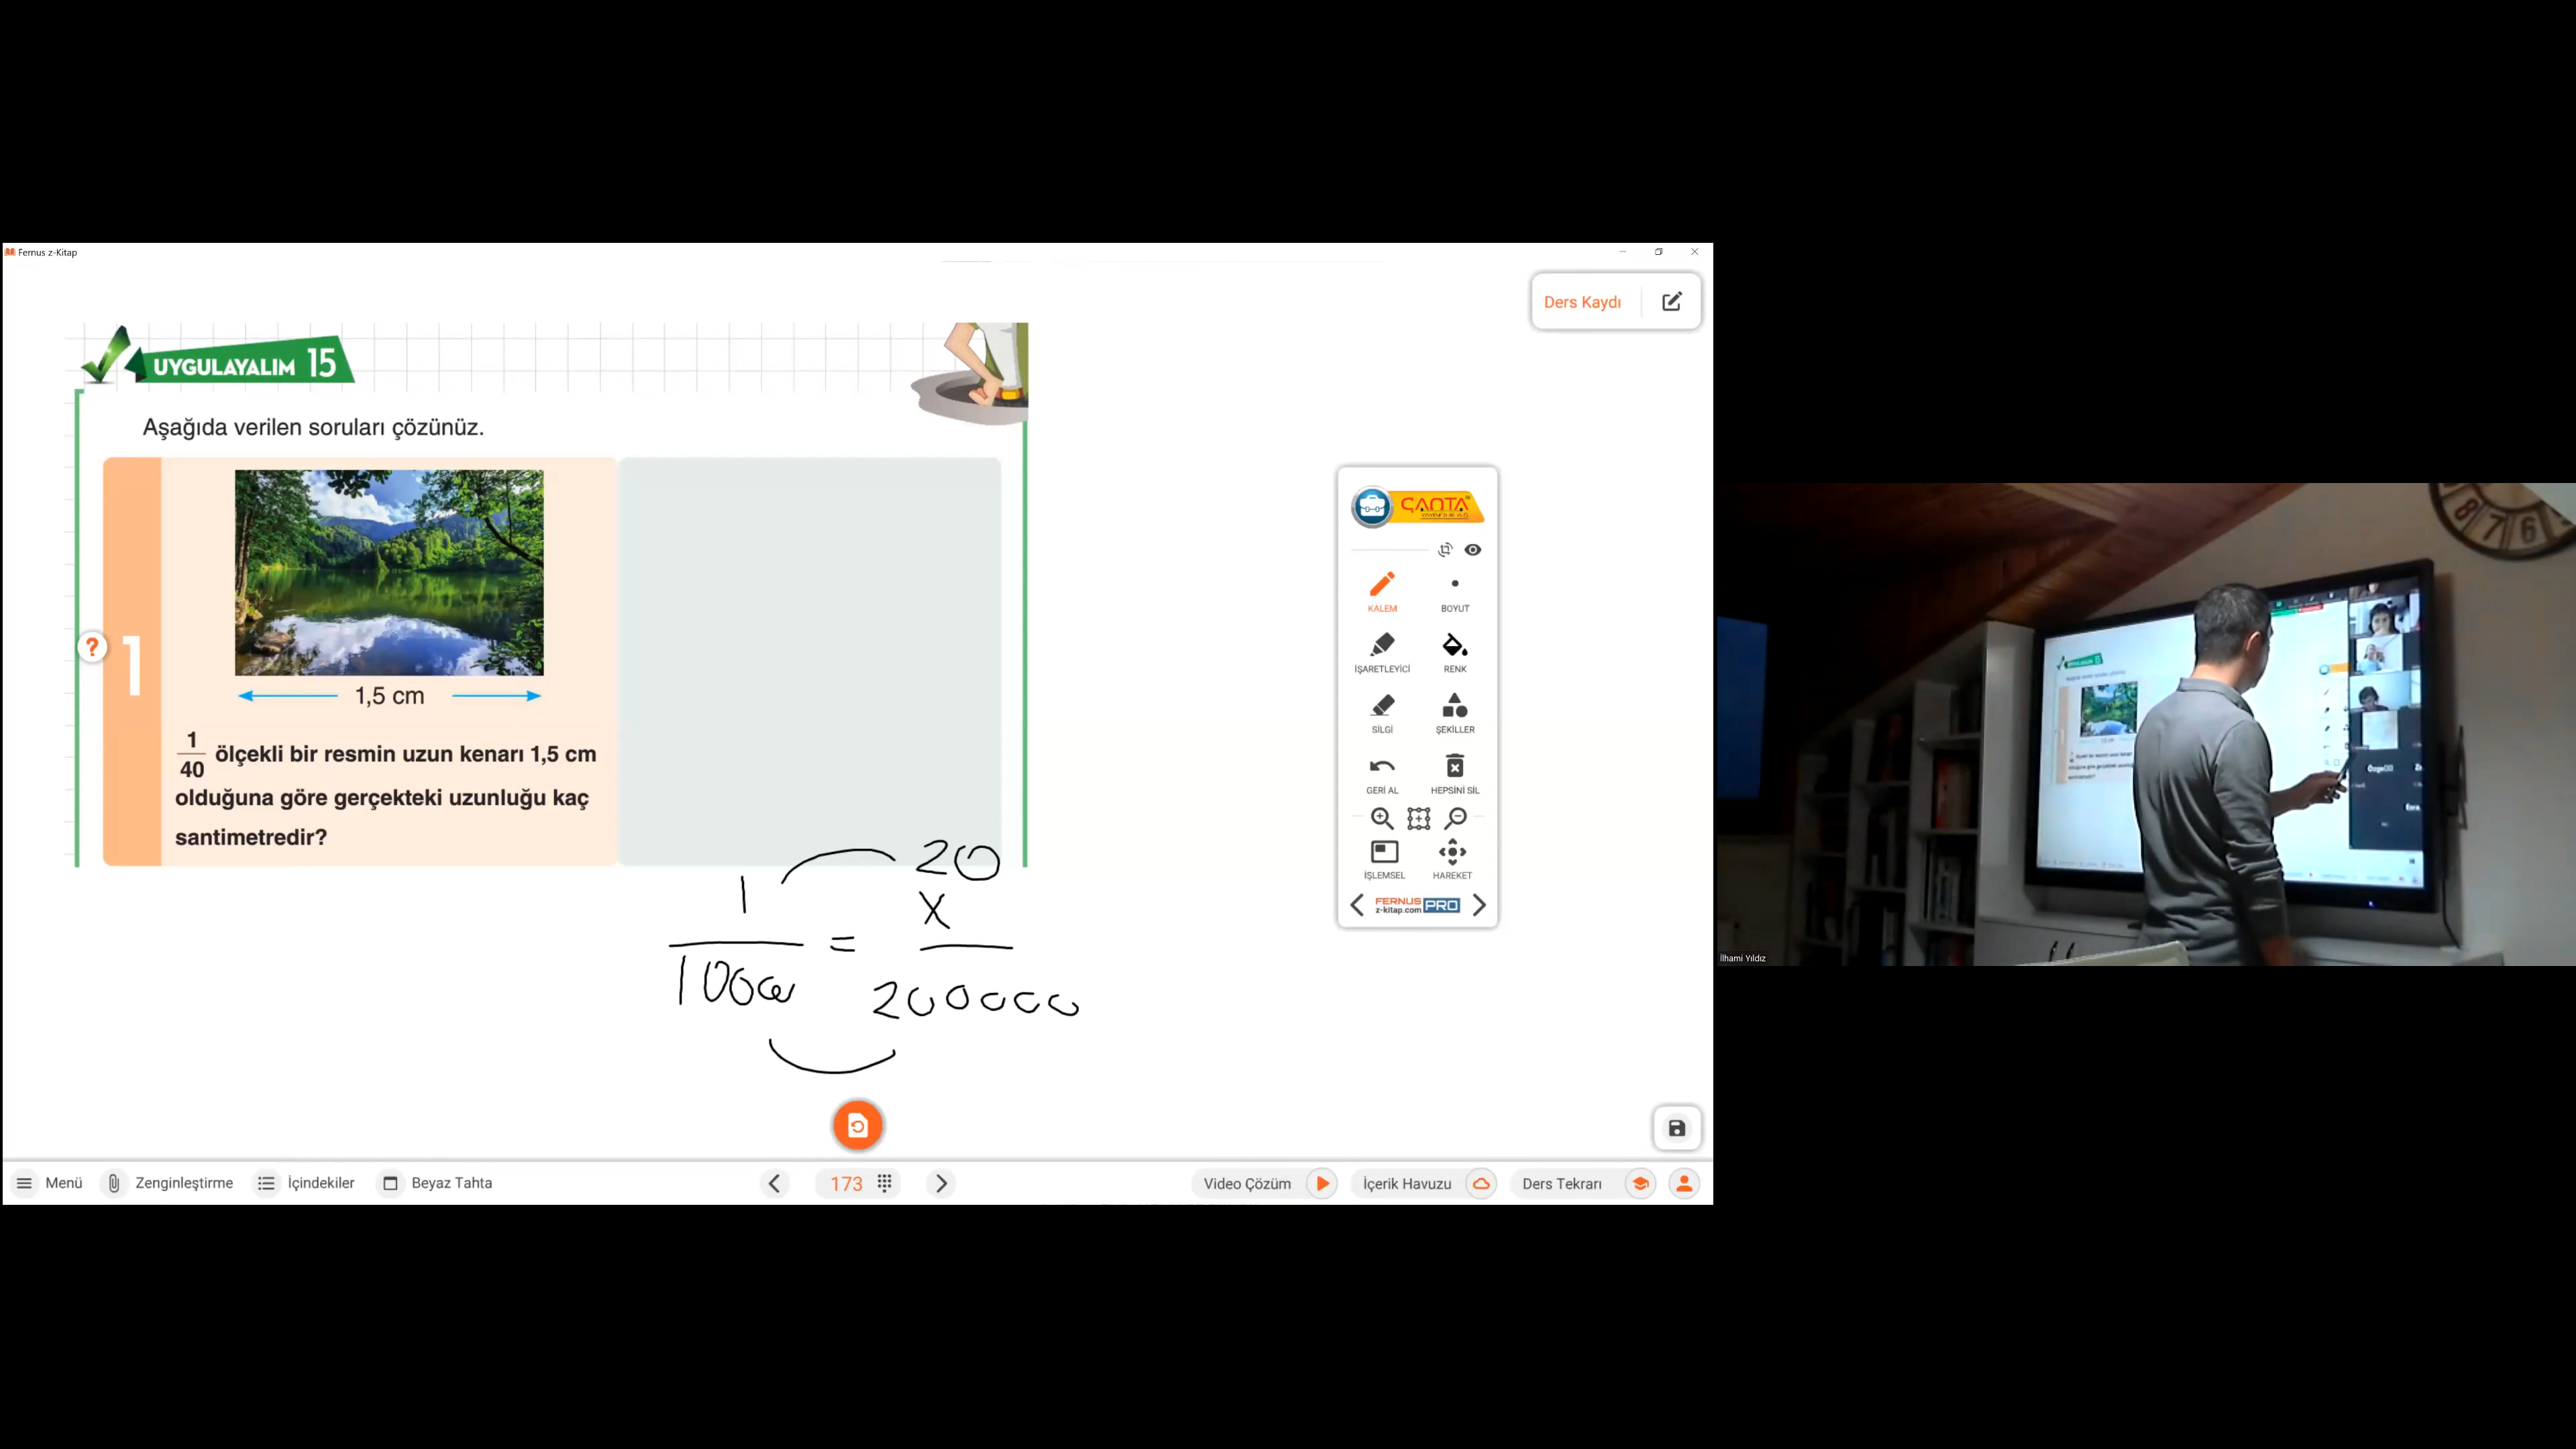 Fernus z-Kitap
Ders Kaydı
UYGULAYALIM 15
Aşağıda verilen soruları çözünüz.
1
?
1,5 cm
1/40 ölçekli bir resmin uzun kenarı 1,5 cm
olduğuna göre gerçekteki uzunluğu kaç
santimetredir?
20
1 x
=
200000
ÇANTA
KALEM BOYUT
İŞARETLEYİCİ RENK
SİLGİ ŞEKİLLER
GERİ AL HEPSİNİ SİL
İŞLEMSEL HAREKET
FERNUS PRO
z-kitap.com
8 7 6
İlhami Yıldız
Menü Zenginleştirme İçindekiler Beyaz Tahta 173 Video Çözüm İçerik Havuzu Ders Tekrarı